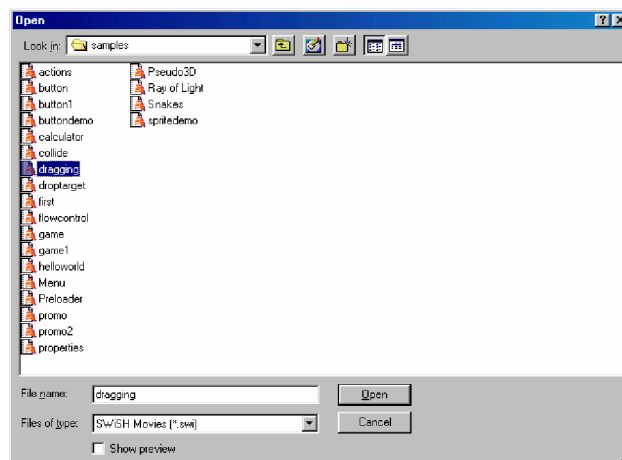 Open
Look in: samples
actions
button
button1
buttondemo
calculator
collide
dragging
droptarget
first
flowcontrol
game
game1
helloworld
Menu
Preloader
promo
promo2
properties
Pseudo3D
Ray of Light
Snakes
spritedemo
File name: dragging Open
Files of type: SWiSH Movies (*.swi) Cancel
Show preview